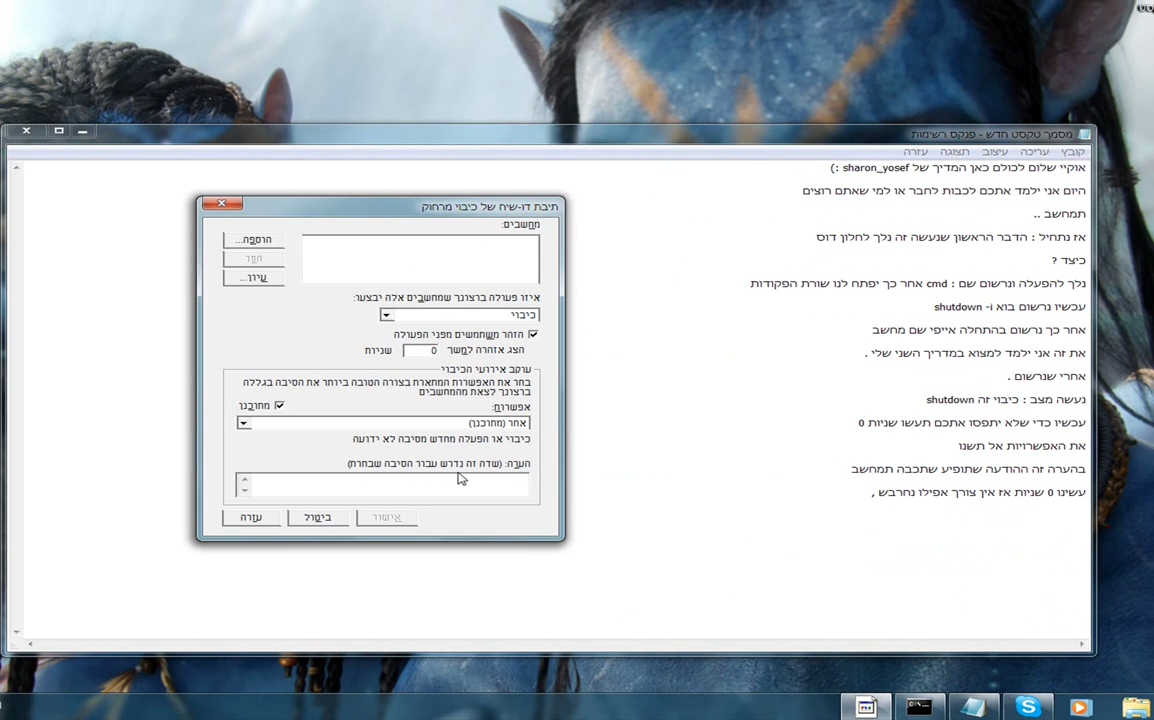 מסמך טקסט חדש - פנקס רשימות
קובץ עריכה עיצוב תצוגה עזרה
אוקיי שלום לכולם כאן המדיך של sharon_yosef :)
היום אני ילמד אתכם לכבות לחבר או למי שאתם רוצים
תמחשב ..
אז נתחיל : הדבר הראשון שנעשה זה נלך לחלון דוס
כיצד ?
נלך להפעלה ונרשום שם : cmd אחר כך יפתח לנו שורת הפקודות
עכשיו נרשום בוא shutdown -i
אחר כך נרשום בהתחלה אייפי שם מחשב
את זה אני ילמד למצוא במדריך השני שלי .
אחרי שנרשום .
נעשה מצב : כיבוי זה shutdown
עכשיו כדי שלא יתפסו אתכם תעשו שניות 0
את האפשרויות אל תשנו
בהערה זה ההודעה שתופיע שתכבה תמחשב
עשינו 0 שניות אז אין צורך אפילו נחרבש ,
תיבת דו-שיח של כיבוי מרחוק
מחשבים:
הוספה...
הסר
עיון...
איזו פעולה ברצונך שמחשבים אלה יבצעו:
כיבוי
הזהר משתמשים מפני הפעולה
הצג אזהרה למשך 0 שניות
עוקב אירועי הכיבוי
בחר את האפשרות המתארת בצורה הטובה ביותר את הסיבה בגללה
ברצונך לצאת מהמחשבים
אפשרות:
מתוכנן
אחר (מתוכנן)
כיבוי או הפעלה מחדש מסיבה לא ידועה
הערה: (שדה זה נדרש עבור הסיבה שבחרת)
אישור
ביטול
עזרה